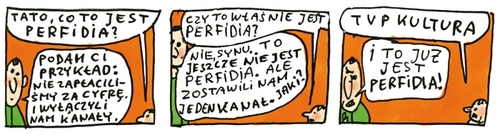 TATO, CO TO JEST
PERFIDIA?
PODAM CI
PRZYKŁAD:
NIE ZAPŁACILI-
ŚMY ZA CYFRĘ.
I WYŁĄCZYLI
NAM KANAŁY.
CZY TO WŁAŚNIE JEST
PERFIDIA?
NIE, SYNU. TO
JESZCZE NIE JEST
PERFIDIA. ALE
ZOSTAWILI NAM
JEDEN KANAŁ.
JAKI?
TVP KULTURA
I TO JUŻ
JEST
PERFIDIA!